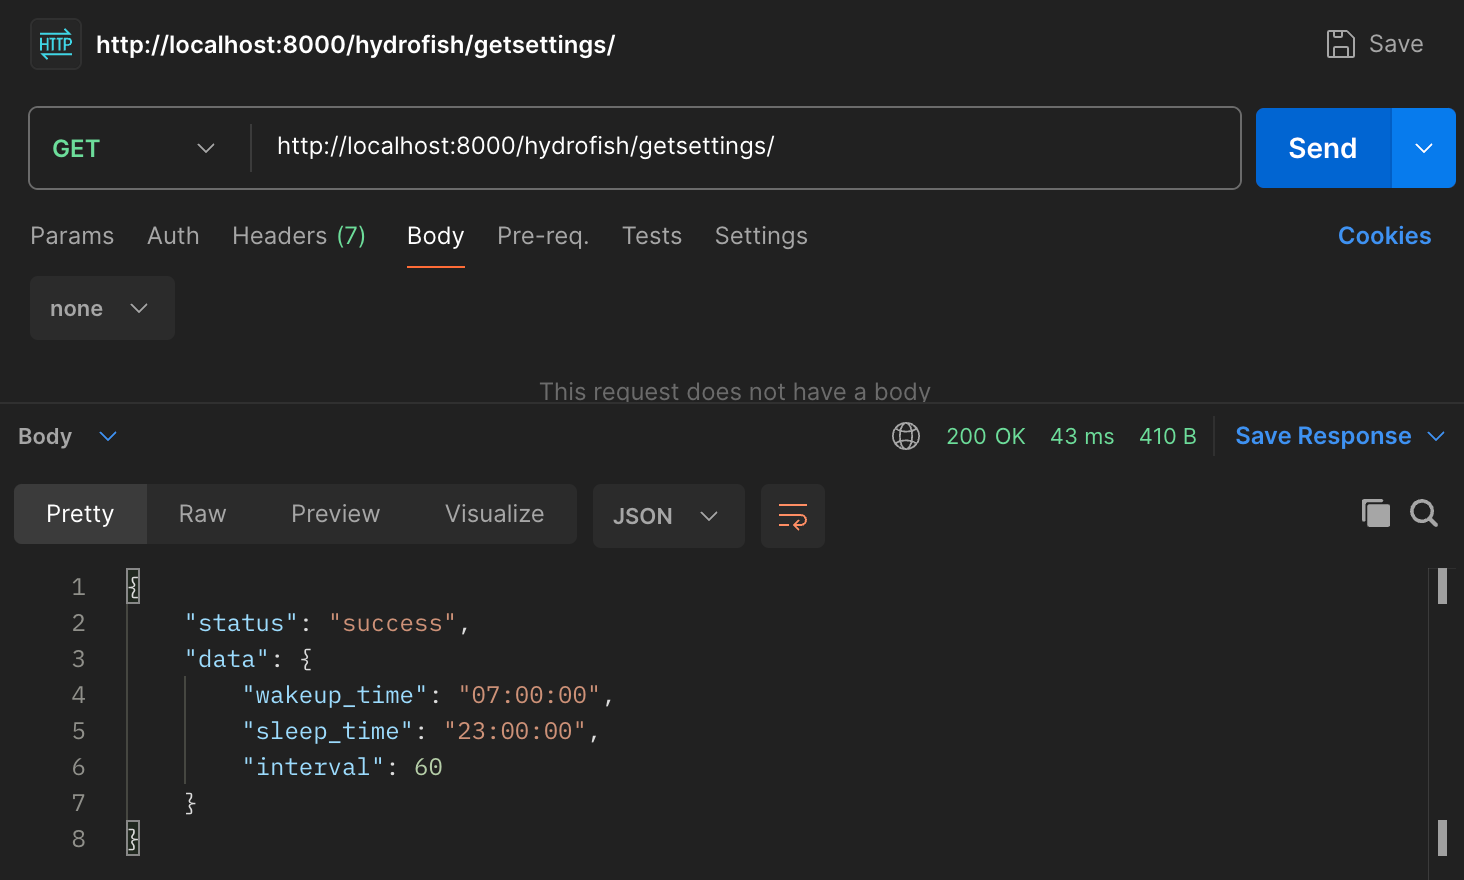 HTTP http://localhost:8000/hydrofish/getsettings/ Save
GET http://localhost:8000/hydrofish/getsettings/ Send
Params Auth Headers (7) Body Pre-req. Tests Settings Cookies
none
This request does not have a body
Body 200 OK 43 ms 410 B Save Response
Pretty Raw Preview Visualize JSON
1 {
2 "status": "success",
3 "data": {
4 "wakeup_time": "07:00:00",
5 "sleep_time": "23:00:00",
6 "interval": 60
7 }
8 }